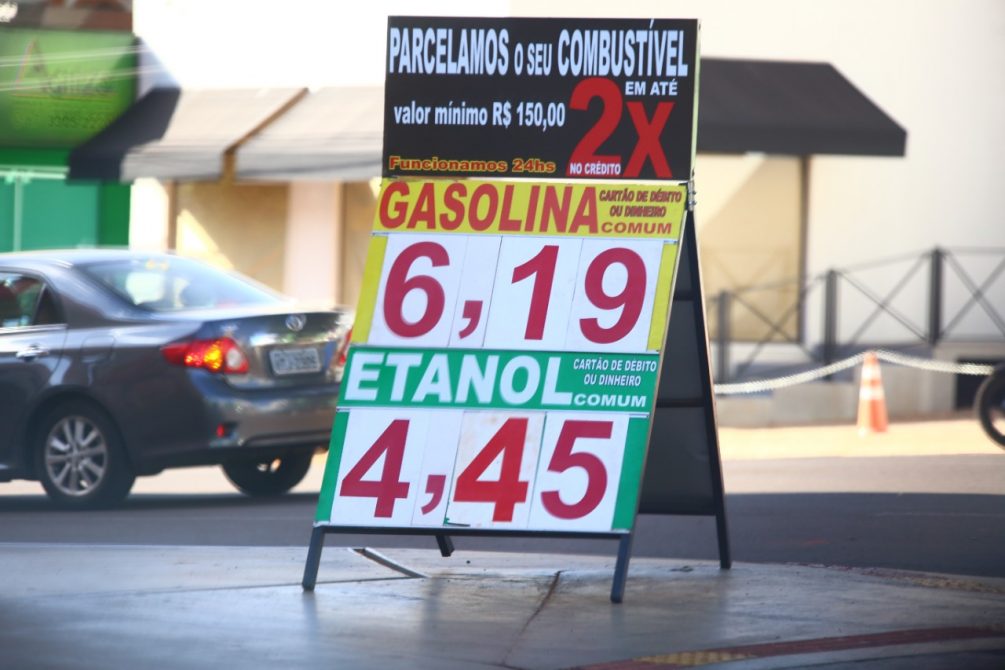 PARCELAMOS O SEU COMBUSTÍVEL
EM ATÉ
valor mínimo R$ 150,00
2X
Funcionamos 24hs
NO CRÉDITO
GASOLINA
CARTÃO DE DÉBITO
OU DINHEIRO
COMUM
6,19
ETANOL
CARTÃO DE DÉBITO
OU DINHEIRO
COMUM
4,45